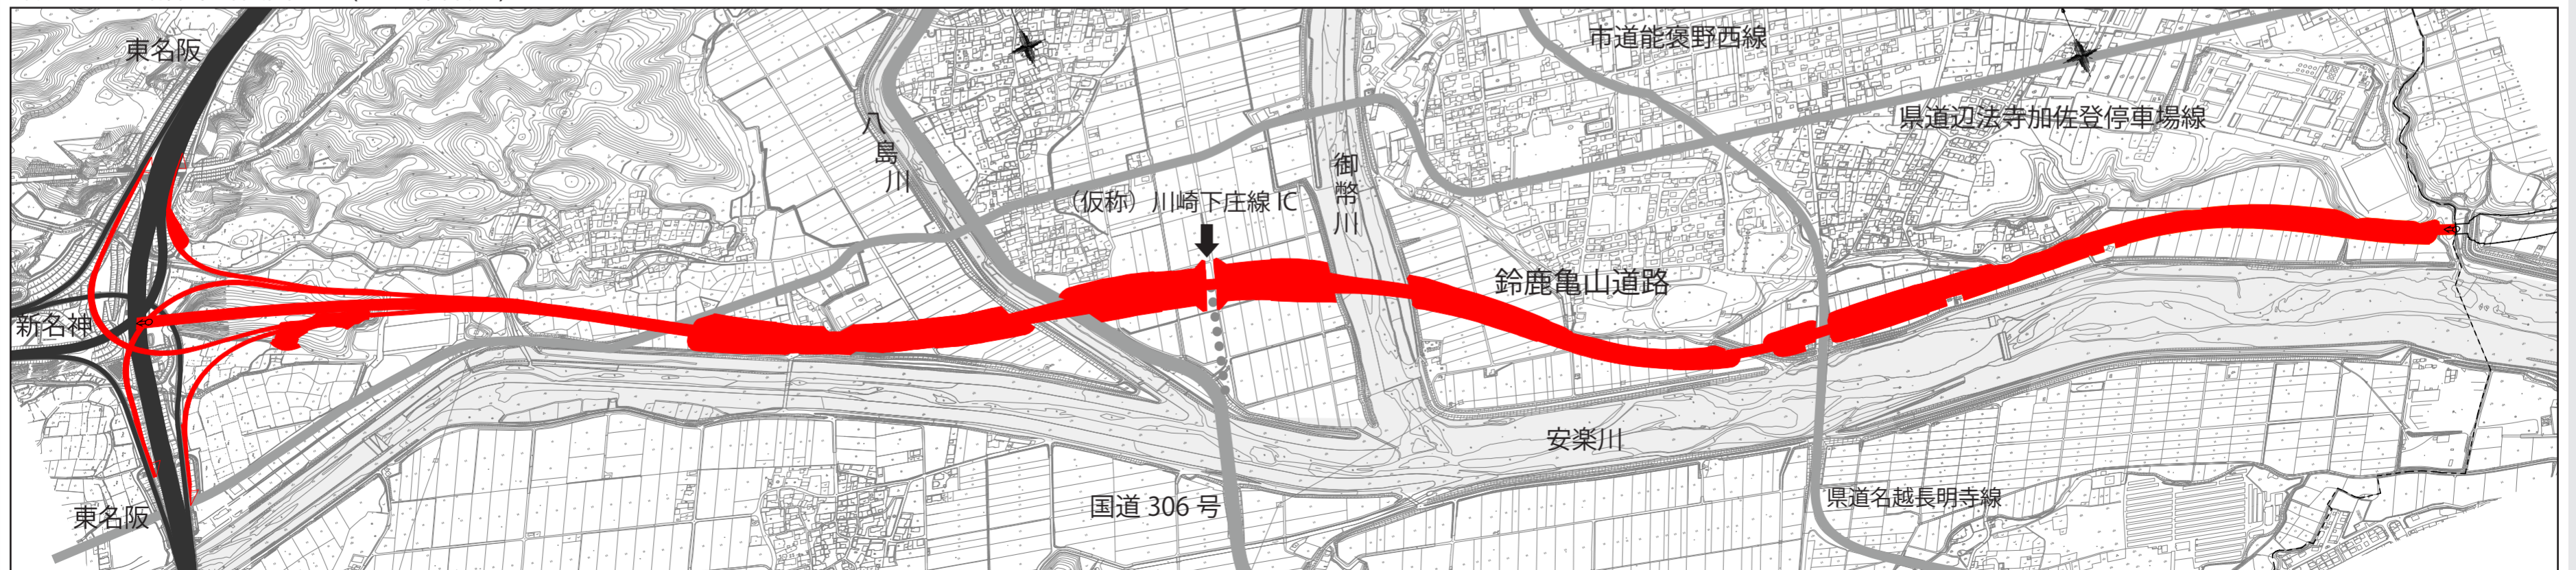 東名阪
市道能褒野西線
県道辺法寺加佐登停車場線
八島川
御幣川
(仮称)川崎下庄線 IC
鈴鹿亀山道路
新名神
安楽川
国道 306 号
県道名越長明寺線
東名阪